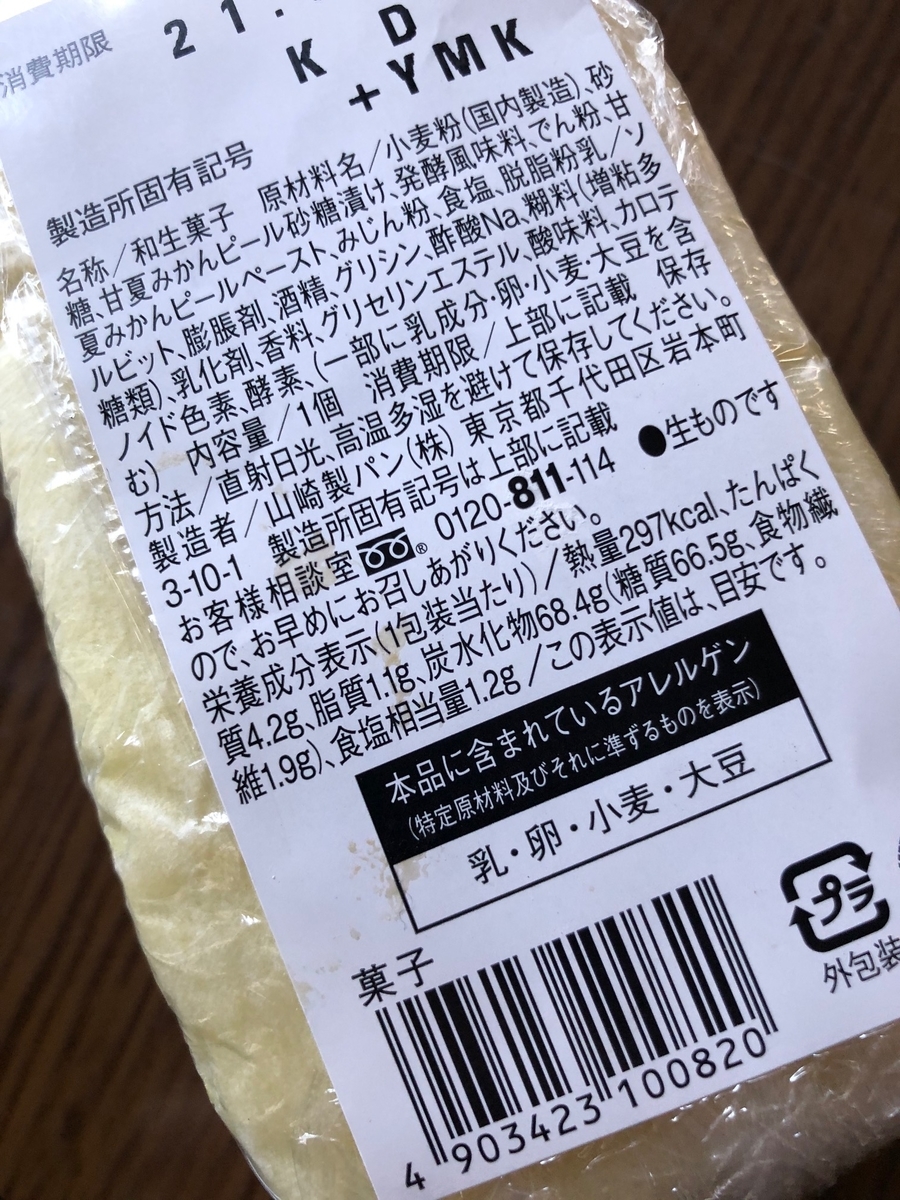 消費期限 21.
K D
+YMK
製造所固有記号
名称/和生菓子 原材料名/小麦粉(国内製造)、砂
糖、甘夏みかんピール砂糖漬け、発酵風味料、でん粉、甘
夏みかんピールペースト、みじん粉、食塩、脱脂粉乳/ソ
ルビット、膨脹剤、酒精、グリシン、酢酸Na、糊料(増粘多
糖類)、乳化剤、香料、グリセリンエステル、酸味料、カロテ
ノイド色素、酵素、(一部に乳成分・卵・小麦・大豆を含
む) 内容量/1個 消費期限/上部に記載 保存
方法/直射日光、高温多湿を避けて保存してください。
製造者/山崎製パン(株) 東京都千代田区岩本町
3-10-1 製造所固有記号は上部に記載
お客様相談室 ® 0120-811-114 ●生ものです
ので、お早めにお召しあがりください。
栄養成分表示(1包装当たり)/熱量297kcal、たんぱく
質4.2g、脂質1.1g、炭水化物68.4g(糖質66.5g、食物繊
維1.9g)、食塩相当量1.2g /この表示値は、目安です。
本品に含まれているアレルゲン
(特定原材料及びそれに準ずるものを表示)
乳・卵・小麦・大豆
プラ
外包装
菓子
4 903423 100820